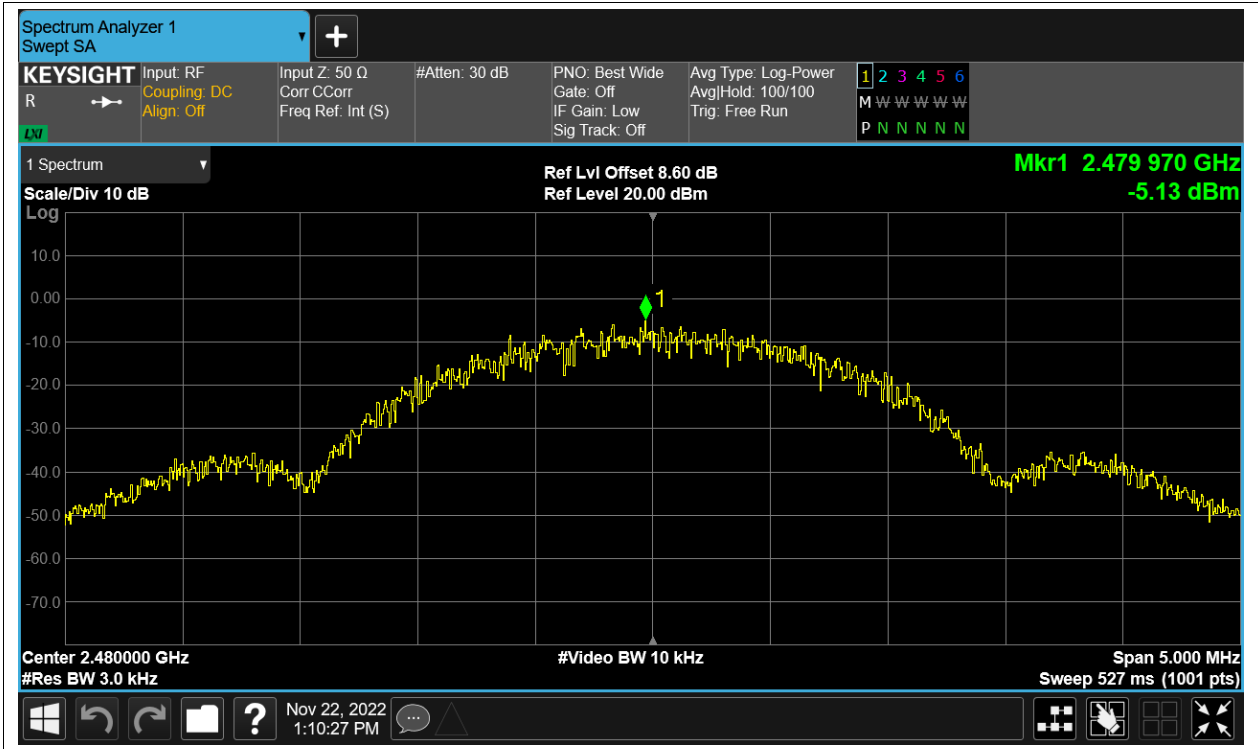 Spectrum Analyzer 1
Swept SA
KEYSIGHT
R
LXI
Input: RF
Coupling: DC
Align: Off
Input Z: 50 Ω
Corr CCorr
Freq Ref: Int (S)
#Atten: 30 dB
PNO: Best Wide
Gate: Off
IF Gain: Low
Sig Track: Off
Avg Type: Log-Power
Avg|Hold: 100/100
Trig: Free Run
1 2 3 4 5 6
M W W W W W
P N N N N N
1 Spectrum
Scale/Div 10 dB
Ref Lvl Offset 8.60 dB
Ref Level 20.00 dBm
Mkr1 2.479 970 GHz
-5.13 dBm
Log
10.0
0.00
-10.0
-20.0
-30.0
-40.0
-50.0
-60.0
-70.0
1
Center 2.480000 GHz
#Res BW 3.0 kHz
#Video BW 10 kHz
Span 5.000 MHz
Sweep 527 ms (1001 pts)
?
Nov 22, 2022
1:10:27 PM